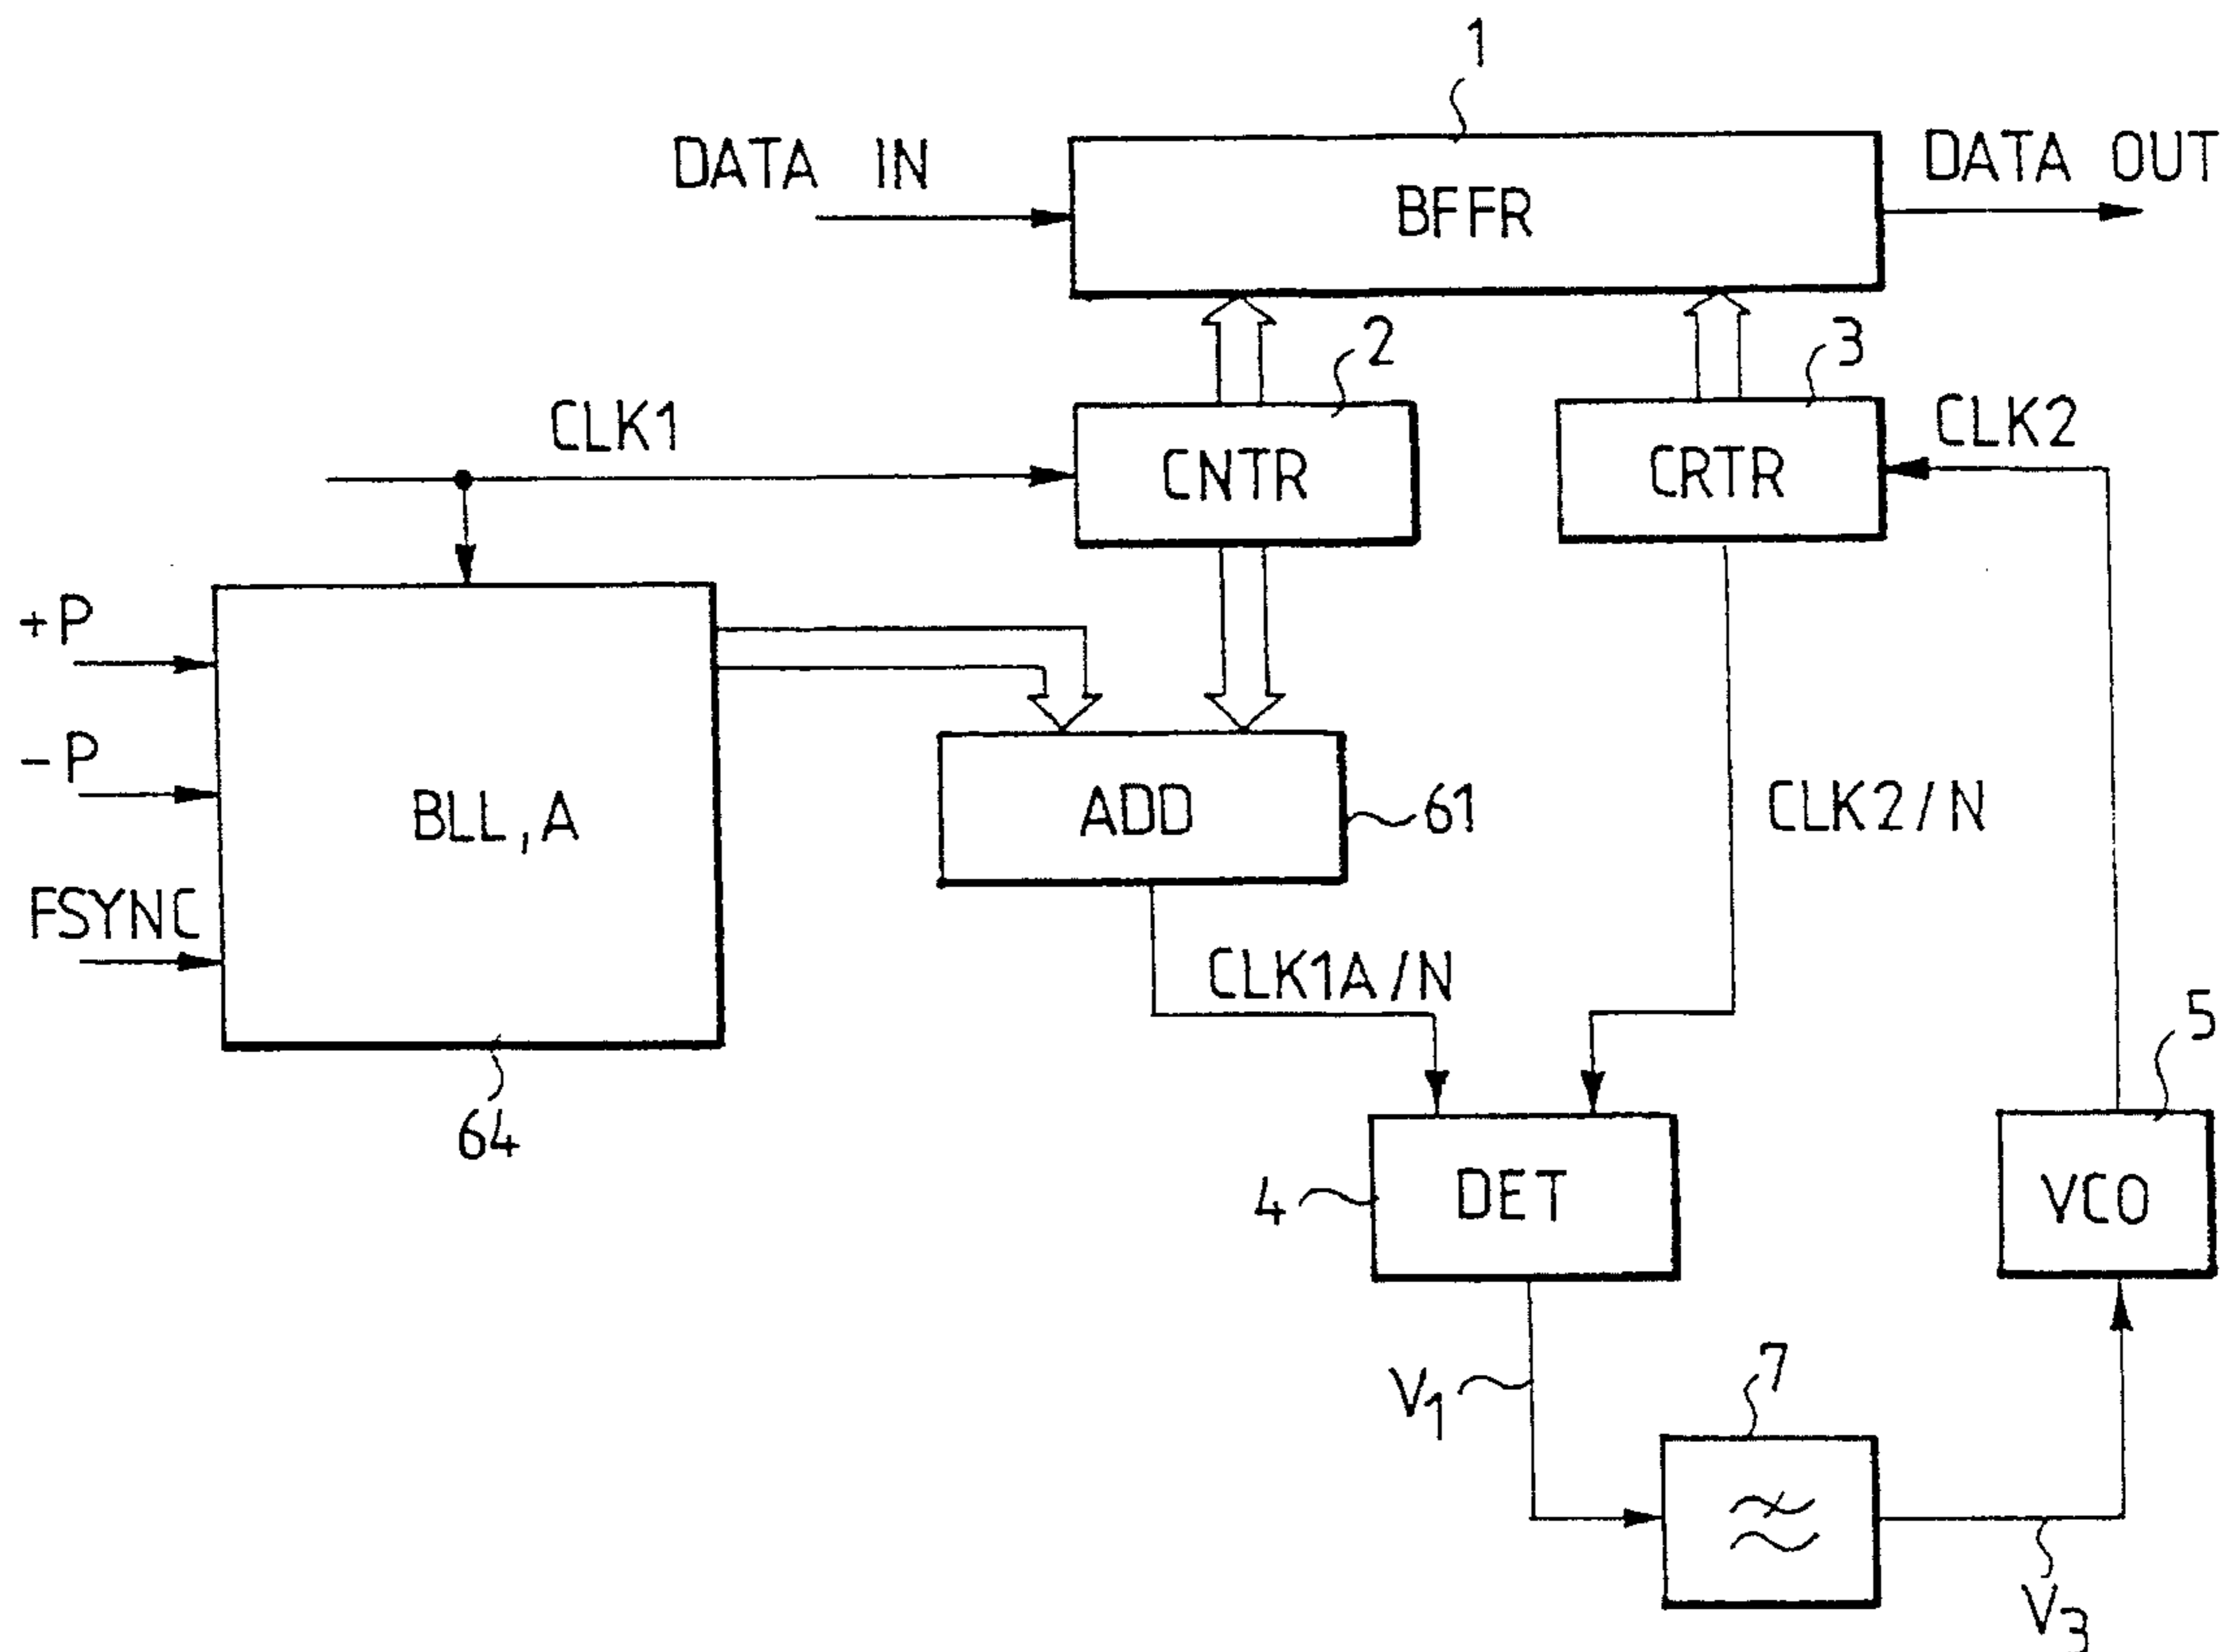 1
DATA IN
BFFR
DATA OUT
2
3
CLK1
CNTR
CRTR
CLK2
+P
-P
FSYNC
BLL,A
64
ADD
61
CLK2/N
CLK1A/N
5
4
DET
VCO
V1
7
V3